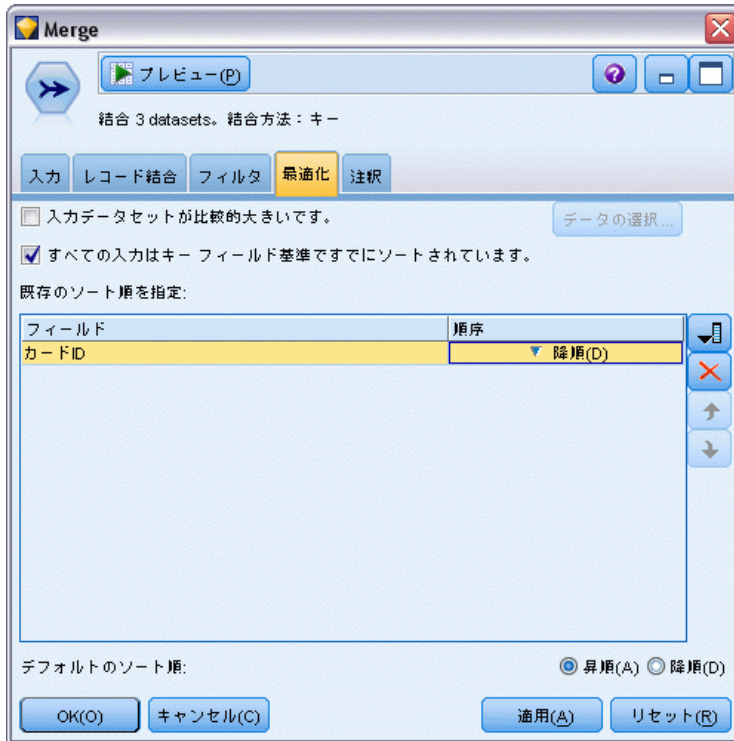 Merge
プレビュー(P)
結合 3 datasets。結合方法：キー
入力 レコード結合 フィルタ 最適化 注釈
入力データセットが比較的大きいです。 データの選択...
すべての入力はキー フィールド基準ですでにソートされています。
既存のソート順を指定:
フィールド 順序
カードID 降順(D)
デフォルトのソート順: 昇順(A) 降順(D)
OK(O) キャンセル(C) 適用(A) リセット(R)